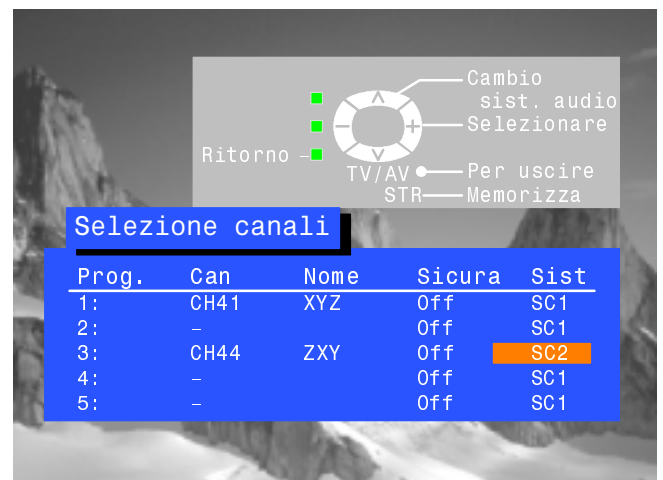 Cambio
sist. audio
Selezionare
Ritorno –
TV/AV Per uscire
STR Memorizza
Selezione canali
Prog. Can Nome Sicura Sist
1: CH41 XYZ Off SC1
2: – Off SC1
3: CH44 ZXY Off SC2
4: – Off SC1
5: – Off SC1